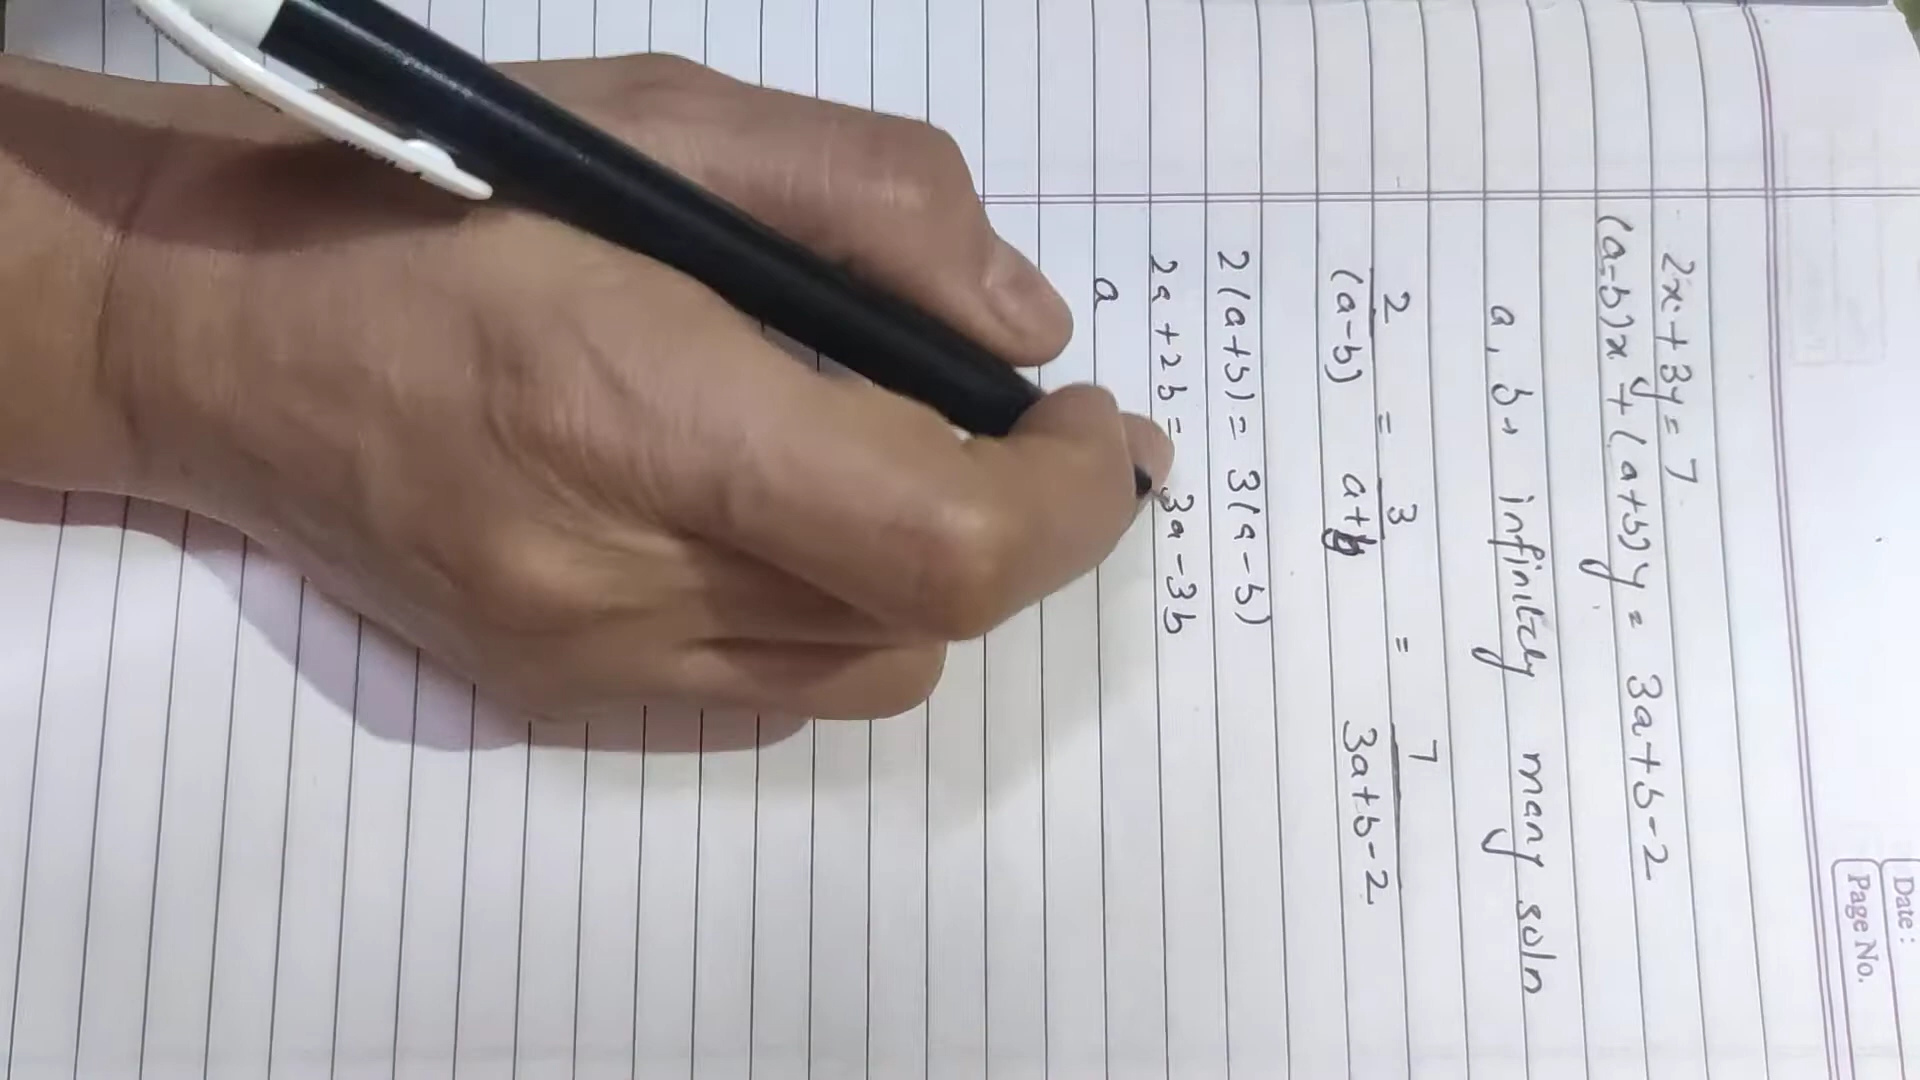 Date :
Page No.
2x + 3y = 7
(a-b)x + (a+b)y = 3a+b-2
a, b → infinitely many soln
2/(a-b) = 3/a+b = 7/3a+b-2
2(a+b) = 3(a-b)
2a + 2b = 3a - 3b
a